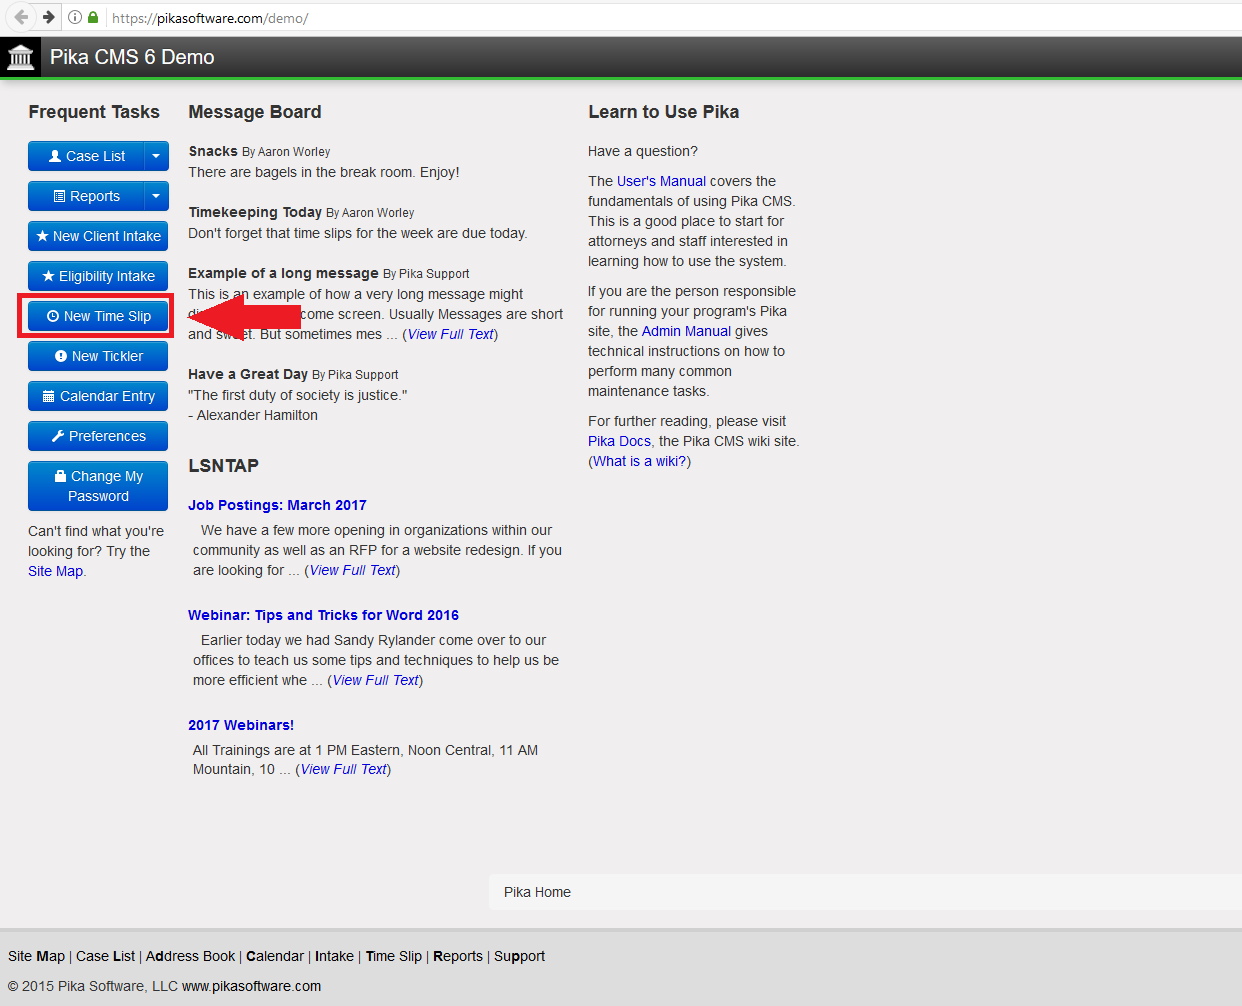 https://pikasoftware.com/demo/
Pika CMS 6 Demo
Frequent Tasks
Case List
Reports
New Client Intake
Eligibility Intake
New Time Slip
New Tickler
Calendar Entry
Preferences
Change My
Password
Can't find what you're
looking for? Try the
Site Map.
Message Board
Snacks By Aaron Worley
There are bagels in the break room. Enjoy!
Timekeeping Today By Aaron Worley
Don't forget that time slips for the week are due today.
Example of a long message By Pika Support
This is an example of how a very long message might
come screen. Usually Messages are short
and sweet. But sometimes mes ... (View Full Text)
Have a Great Day By Pika Support
"The first duty of society is justice."
- Alexander Hamilton
LSNTAP
Job Postings: March 2017
We have a few more opening in organizations within our
community as well as an RFP for a website redesign. If you
are looking for ... (View Full Text)
Webinar: Tips and Tricks for Word 2016
Earlier today we had Sandy Rylander come over to our
offices to teach us some tips and techniques to help us be
more efficient whe ... (View Full Text)
2017 Webinars!
All Trainings are at 1 PM Eastern, Noon Central, 11 AM
Mountain, 10 ... (View Full Text)
Learn to Use Pika
Have a question?
The User's Manual covers the
fundamentals of using Pika CMS.
This is a good place to start for
attorneys and staff interested in
learning how to use the system.
If you are the person responsible
for running your program's Pika
site, the Admin Manual gives
technical instructions on how to
perform many common
maintenance tasks.
For further reading, please visit
Pika Docs, the Pika CMS wiki site.
(What is a wiki?)
Pika Home
Site Map | Case List | Address Book | Calendar | Intake | Time Slip | Reports | Support
© 2015 Pika Software, LLC www.pikasoftware.com